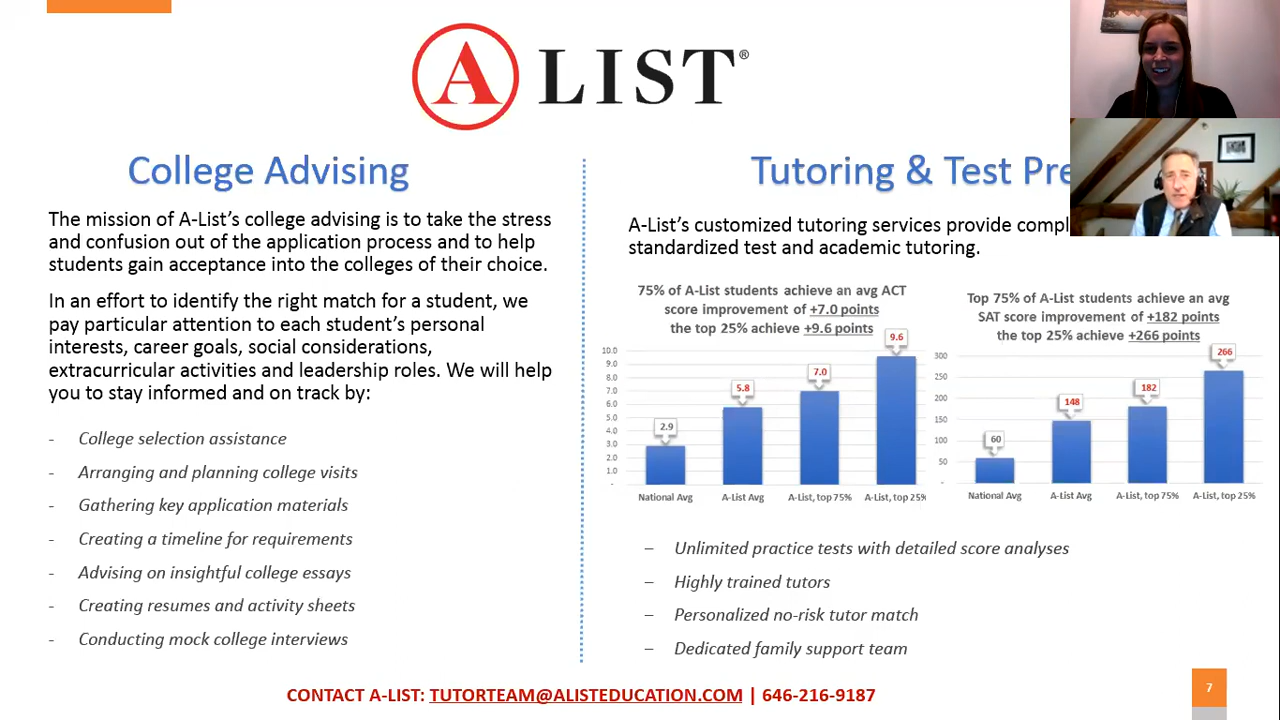 A LIST®
College Advising
The mission of A-List's college advising is to take the stress
and confusion out of the application process and to help
students gain acceptance into the colleges of their choice.
In an effort to identify the right match for a student, we
pay particular attention to each student's personal
interests, career goals, social considerations,
extracurricular activities and leadership roles. We will help
you to stay informed and on track by:
- College selection assistance
- Arranging and planning college visits
- Gathering key application materials
- Creating a timeline for requirements
- Advising on insightful college essays
- Creating resumes and activity sheets
- Conducting mock college interviews
Tutoring & Test Pre
A-List's customized tutoring services provide compl
standardized test and academic tutoring.
75% of A-List students achieve an avg ACT
score improvement of +7.0 points
the top 25% achieve +9.6 points
10.0
9.0
8.0
7.0
6.0
5.0
4.0
3.0
2.0
1.0
-
2.9
5.8
7.0
9.6
National Avg A-List Avg A-List, top 75% A-List, top 25%
Top 75% of A-List students achieve an avg
SAT score improvement of +182 points
the top 25% achieve +266 points
300
250
200
150
100
50
-
60
148
182
266
National Avg A-List Avg A-List, top 75% A-List, top 25%
– Unlimited practice tests with detailed score analyses
– Highly trained tutors
– Personalized no-risk tutor match
– Dedicated family support team
CONTACT A-LIST: TUTORTEAM@ALISTEDUCATION.COM | 646-216-9187
7